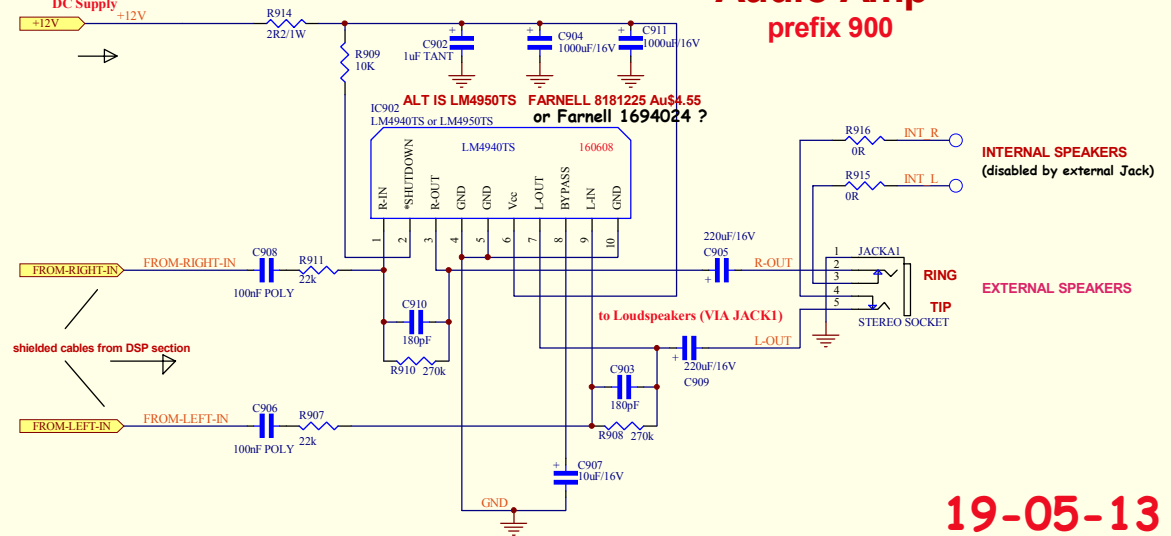 DC Supply
+12V
+12V
R914
2R2/1W
R909
10K
C902
1uF TANT
C904
1000uF/16V
C911
1000uF/16V
prefix 900
ALT IS LM4950TS FARNELL 8181225 Au$4.55
or Farnell 1694024 ?
IC902
LM4940TS or LM4950TS
LM4940TS
160608
R-IN
*SHUTDOWN
R-OUT
GND
GND
Vcc
L-OUT
BYPASS
L-IN
GND
1
2
3
4
5
6
7
8
9
10
R916
0R
INT R
R915
0R
INT L
INTERNAL SPEAKERS
(disabled by external Jack)
FROM-RIGHT-IN
FROM-RIGHT-IN
C908
100nF POLY
R911
22k
C910
180pF
R910
270k
220uF/16V
C905
R-OUT
1
2
3
4
5
JACKA1
RING
TIP
STEREO SOCKET
EXTERNAL SPEAKERS
to Loudspeakers (VIA JACK1)
L-OUT
220uF/16V
C909
shielded cables from DSP section
C903
180pF
R908
270k
FROM-LEFT-IN
FROM-LEFT-IN
C906
100nF POLY
R907
22k
C907
10uF/16V
GND
19-05-13